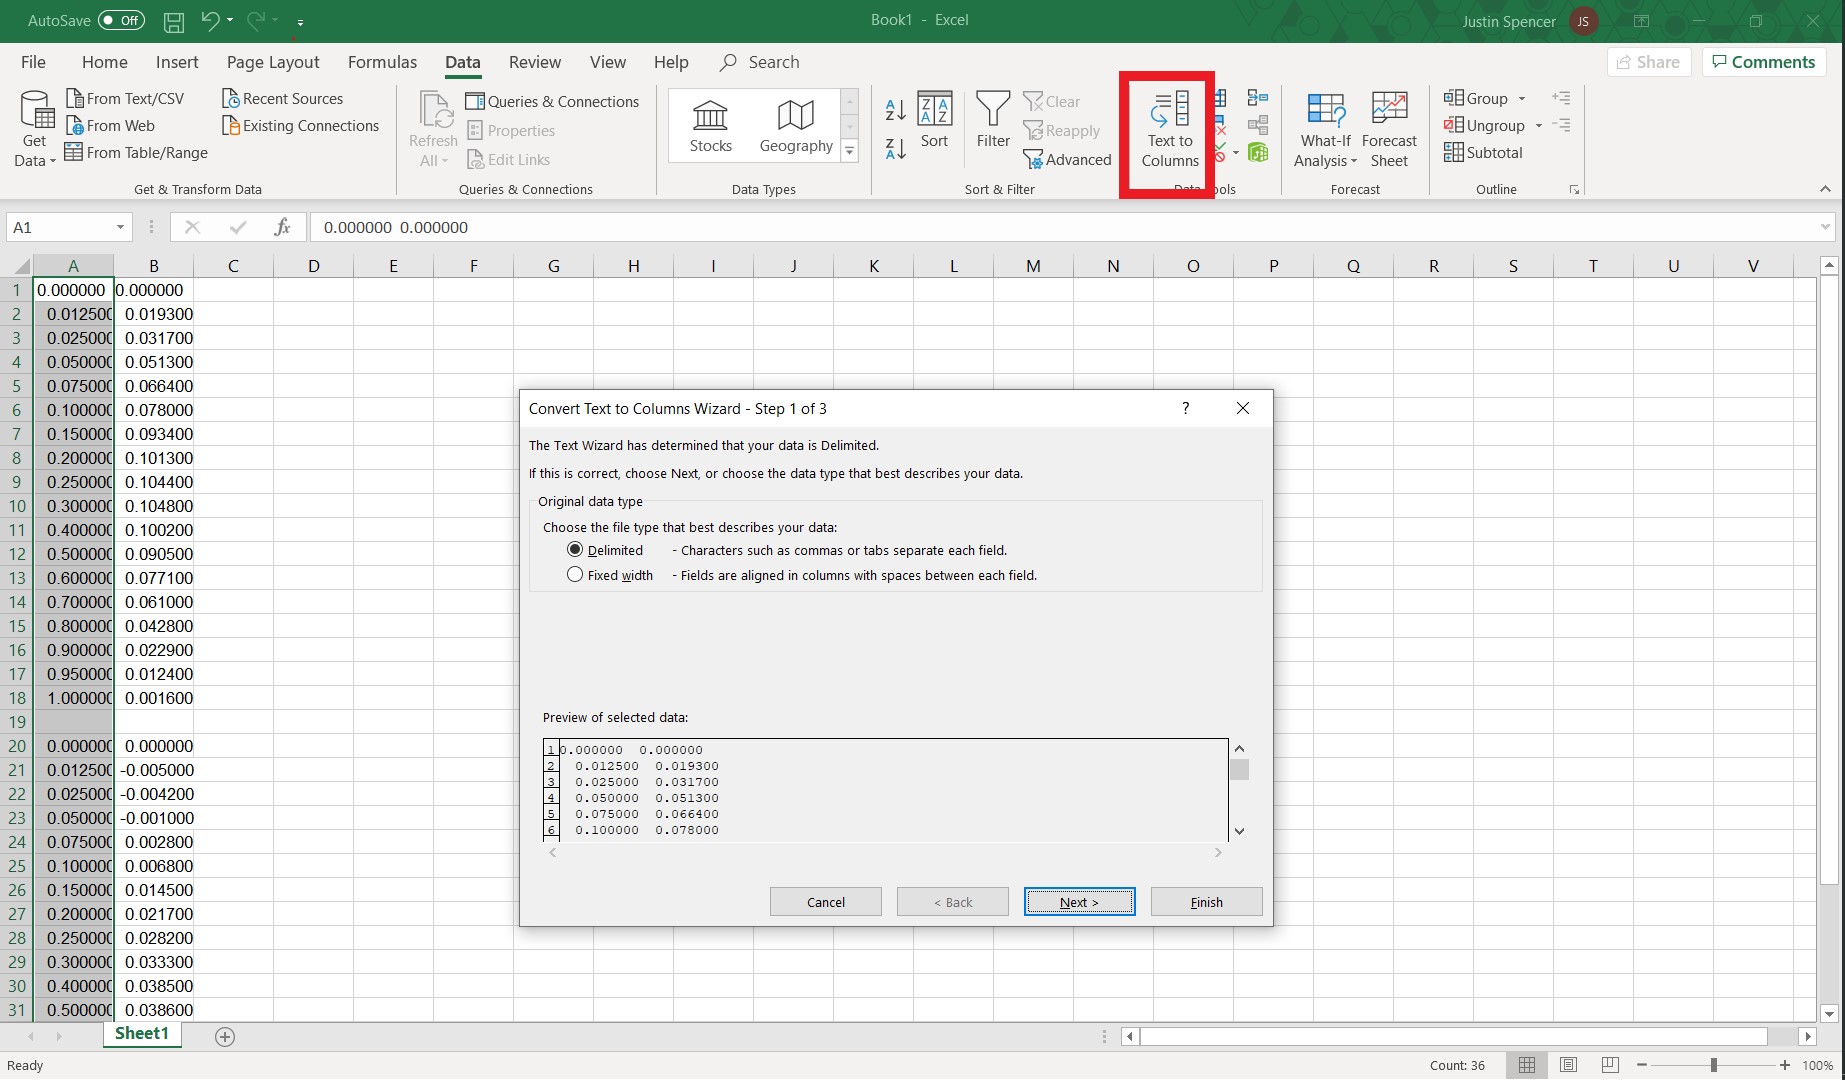 AutoSave Off
Book1 - Excel
Justin Spencer JS
File Home Insert Page Layout Formulas Data Review View Help Search
Share Comments
Get Data
From Text/CSV
From Web
From Table/Range
Recent Sources
Existing Connections
Get & Transform Data
Refresh All
Queries & Connections
Properties
Edit Links
Queries & Connections
Stocks Geography
Data Types
A Z
Z A
Z A A Z
Sort
Filter
Clear
Reapply
Advanced
Sort & Filter
Text to Columns
What-If Analysis
Forecast Sheet
Forecast
Group
Ungroup
Subtotal
Outline
A1 fx 0.000000 0.000000
A B C D E F G H I J K L M N O P Q R S T U V
1 0.000000 0.000000
2 0.012500 0.019300
3 0.025000 0.031700
4 0.050000 0.051300
5 0.075000 0.066400
6 0.100000 0.078000
7 0.150000 0.093400
8 0.200000 0.101300
9 0.250000 0.104400
10 0.300000 0.104800
11 0.400000 0.100200
12 0.500000 0.090500
13 0.600000 0.077100
14 0.700000 0.061000
15 0.800000 0.042800
16 0.900000 0.022900
17 0.950000 0.012400
18 1.000000 0.001600
19
20 0.000000 0.000000
21 0.012500 -0.005000
22 0.025000 -0.004200
23 0.050000 -0.001000
24 0.075000 0.002800
25 0.100000 0.006800
26 0.150000 0.014500
27 0.200000 0.021700
28 0.250000 0.028200
29 0.300000 0.033300
30 0.400000 0.038500
31 0.500000 0.038600
Convert Text to Columns Wizard - Step 1 of 3 ?
The Text Wizard has determined that your data is Delimited.
If this is correct, choose Next, or choose the data type that best describes your data.
Original data type
Choose the file type that best describes your data:
Delimited - Characters such as commas or tabs separate each field.
Fixed width - Fields are aligned in columns with spaces between each field.
Preview of selected data:
1 0.000000 0.000000
2 0.012500 0.019300
3 0.025000 0.031700
4 0.050000 0.051300
5 0.075000 0.066400
6 0.100000 0.078000
Cancel < Back Next > Finish
Sheet1
Ready
Count: 36
100%